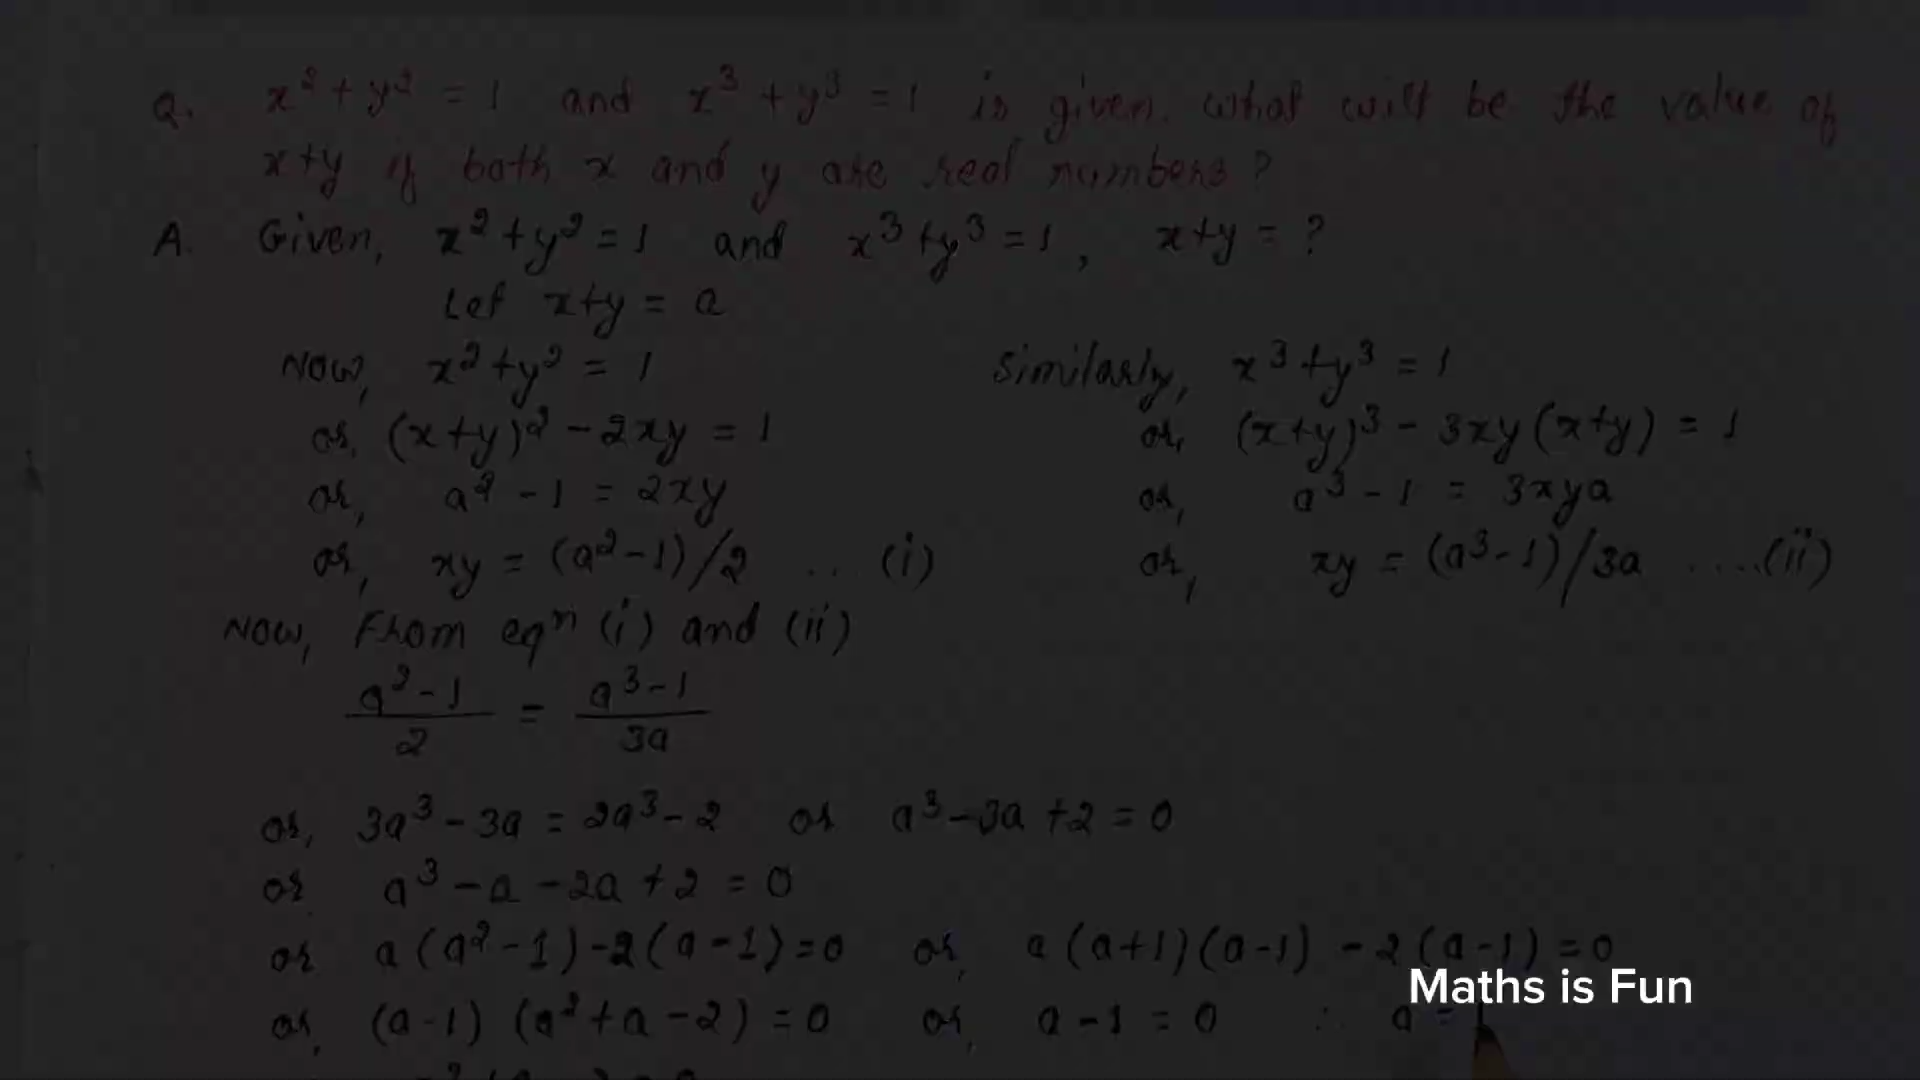 Q. x² + y² = 1 and x³ + y³ = 1 is given. What will be the value of
x+y if both x and y are real numbers?
A. Given, x² + y² = 1 and x³ + y³ = 1, x+y = ?
Let x+y = a
Now, x² + y² = 1 Similarly, x³ + y³ = 1
or, (x+y)² - 2xy = 1 or, (x+y)³ - 3xy(x+y) = 1
or, a² - 1 = 2xy or, a³ - 1 = 3xya
or, xy = (a²-1)/2 ... (i) or, xy = (a³-1)/3a ....(ii)
Now, From eqⁿ (i) and (ii)
(a²-1)/2 = (a³-1)/3a
or, 3a³ - 3a = 2a³ - 2 or a³ - 3a + 2 = 0
or a³ - a - 2a + 2 = 0
or a(a²-1) - 2(a-1) = 0 or, a(a+1)(a-1) - 2(a-1) = 0
or, (a-1) (a²+a-2) = 0 or, a-1 = 0 ∴ a = 1
Maths is Fun